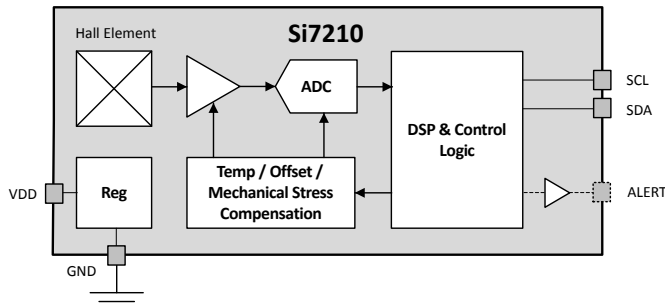 Si7210
Hall Element
ADC
SCL
SDA
DSP & Control
Logic
Temp / Offset /
Mechanical Stress
Compensation
Reg
VDD
ALERT
GND